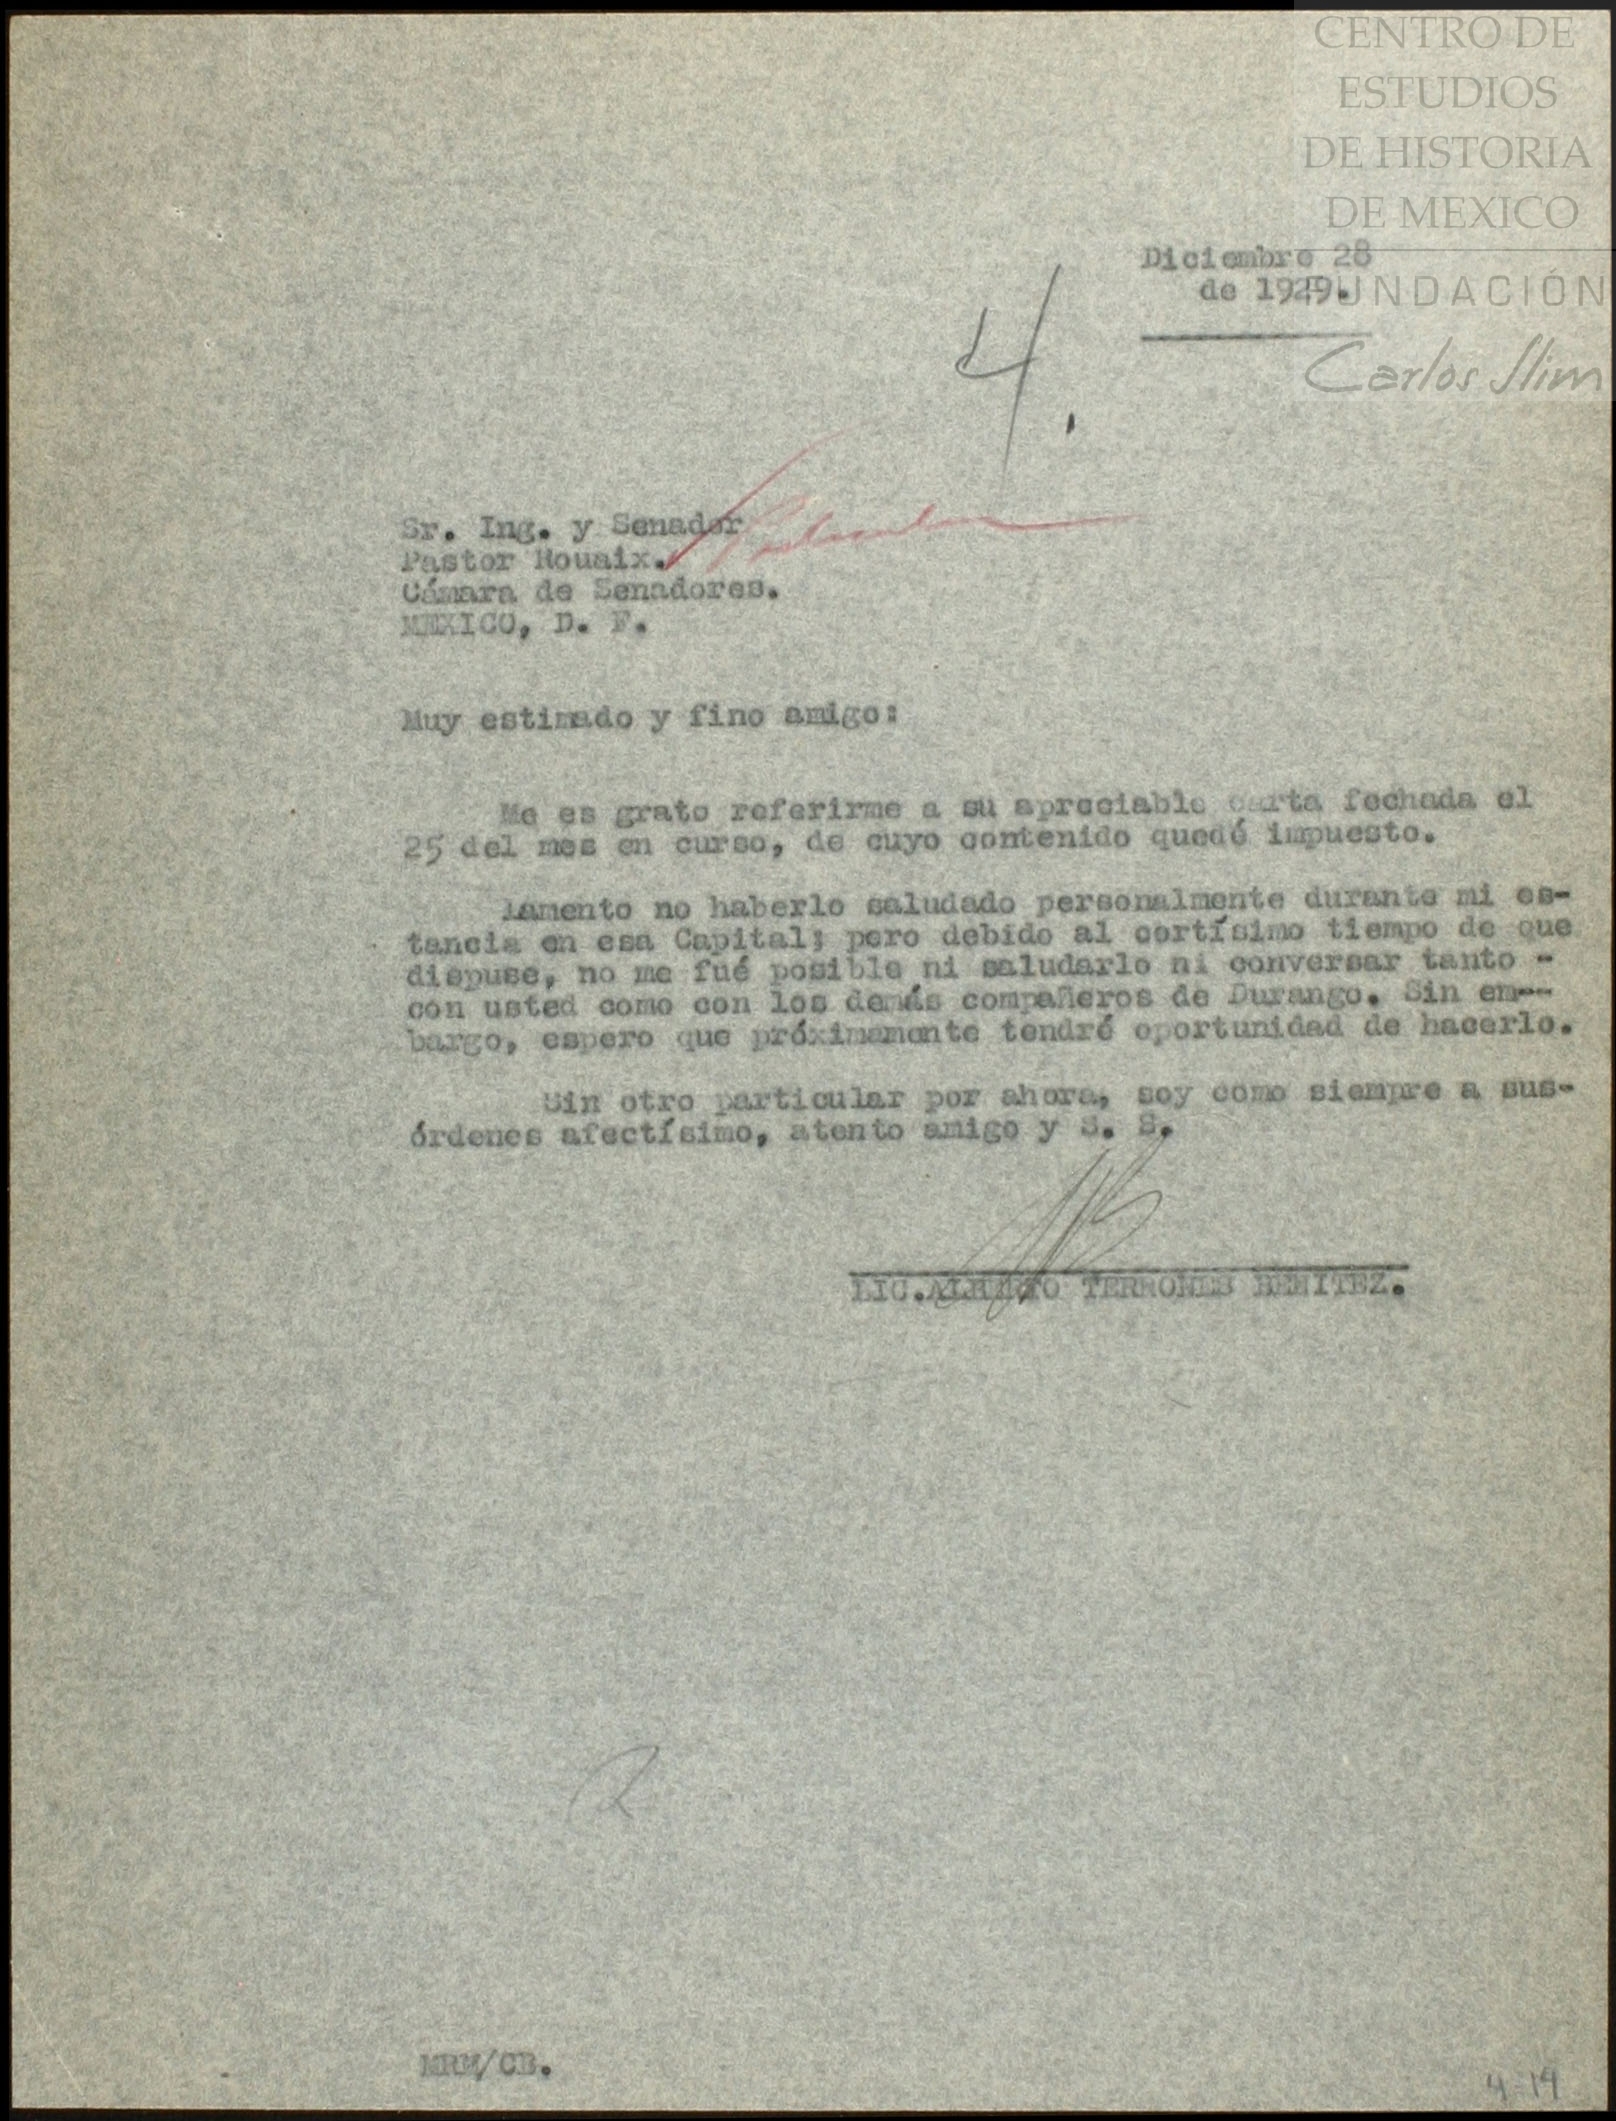 CENTRO DE
ESTUDIOS
DE HISTORIA
DE MEXICO
FUNDACIÓN
Carlos Slim
Diciembre 28
de 1929.
4.
Sr. Ing. y Senador
Pastor Rouaix.
Cámara de Senadores.
MEXICO, D. F.
Muy estimado y fino amigo:
Me es grato referirme a su apreciable carta fechada el
25 del mes en curso, de cuyo contenido quedé impuesto.
Lamento no haberlo saludado personalmente durante mi es-
tancia en esa Capital; pero debido al cortísimo tiempo de que
dispuse, no me fué posible ni saludarlo ni conversar tanto -
con usted como con los demás compañeros de Durango. Sin em--
bargo, espero que próximamente tendré oportunidad de hacerlo.
Sin otro particular por ahora, soy como siempre a sus-
órdenes afectísimo, atento amigo y S. S.
LIC.ALBERTO TERRONES BENITEZ.
2
MRM/CB.
4-14